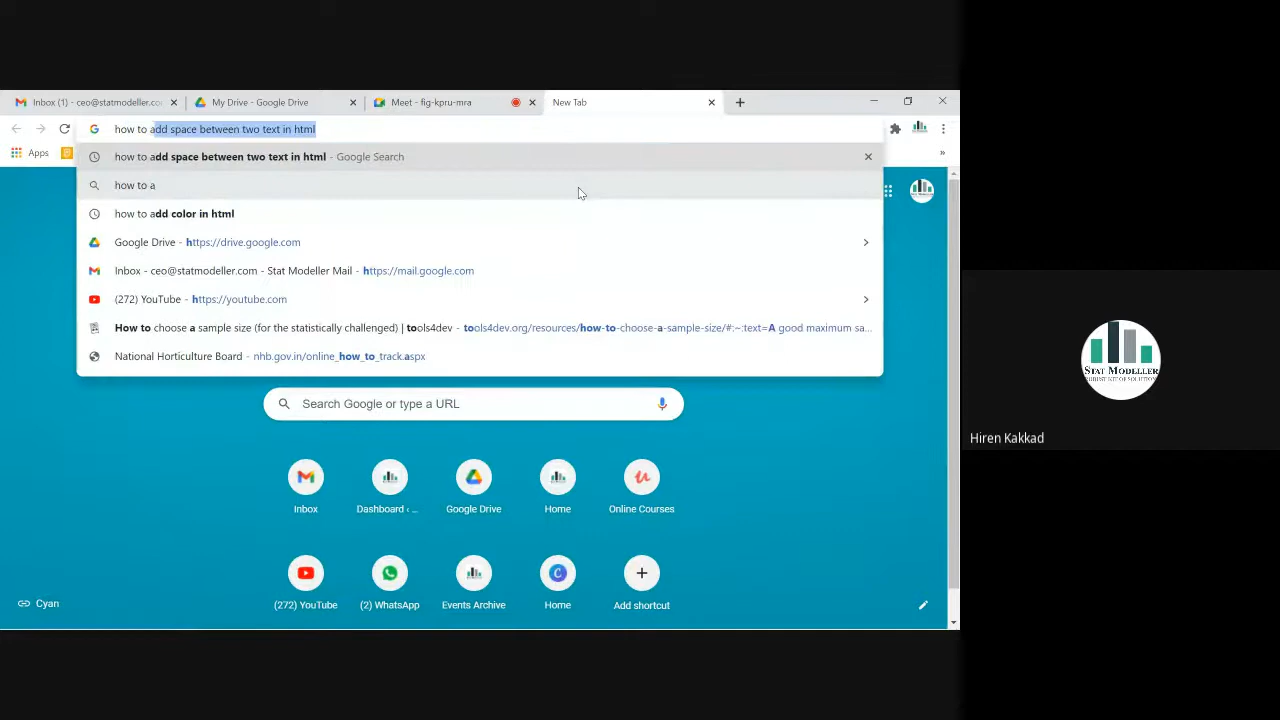 Inbox (1) - ceo@statmodeller.co
My Drive - Google Drive
Meet - fig-kpru-mra
New Tab
how to add space between two text in html
Apps
how to add space between two text in html - Google Search
how to a
how to add color in html
Google Drive - https://drive.google.com
Inbox - ceo@statmodeller.com - Stat Modeller Mail - https://mail.google.com
(272) YouTube - https://youtube.com
How to choose a sample size (for the statistically challenged) | tools4dev - tools4dev.org/resources/how-to-choose-a-sample-size/#:~:text=A good maximum sa...
National Horticulture Board - nhb.gov.in/online_how_to_track.aspx
Search Google or type a URL
Inbox
Dashboard ‹ ...
Google Drive
Home
Online Courses
(272) YouTube
(2) WhatsApp
Events Archive
Home
Add shortcut
Cyan
STAT MODELLER
Hiren Kakkad